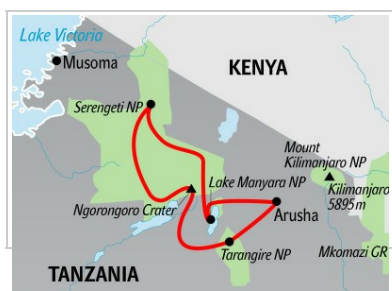 Lake Victoria
Musoma
KENYA
Serengeti NP
Mount
Kilimanjaro NP
Lake Manyara NP
Kilimanjaro
5895 m
Ngorongoro Crater
Arusha
Tarangire NP
Mkomazi GR
TANZANIA